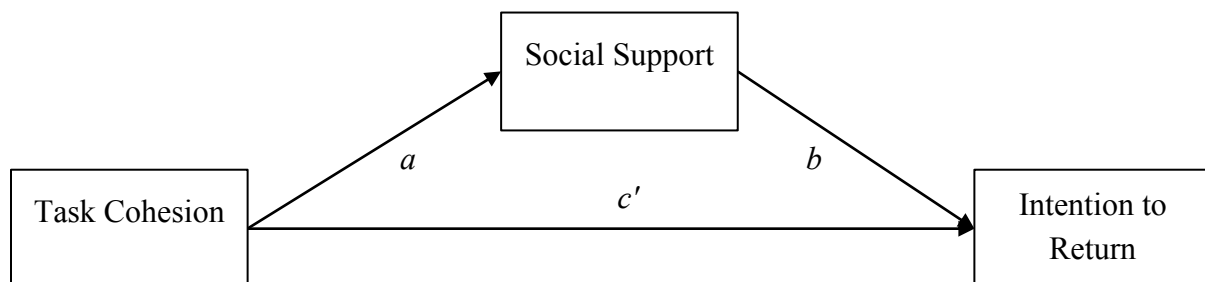 Social Support
a
b
c′
Task Cohesion
Intention to
Return